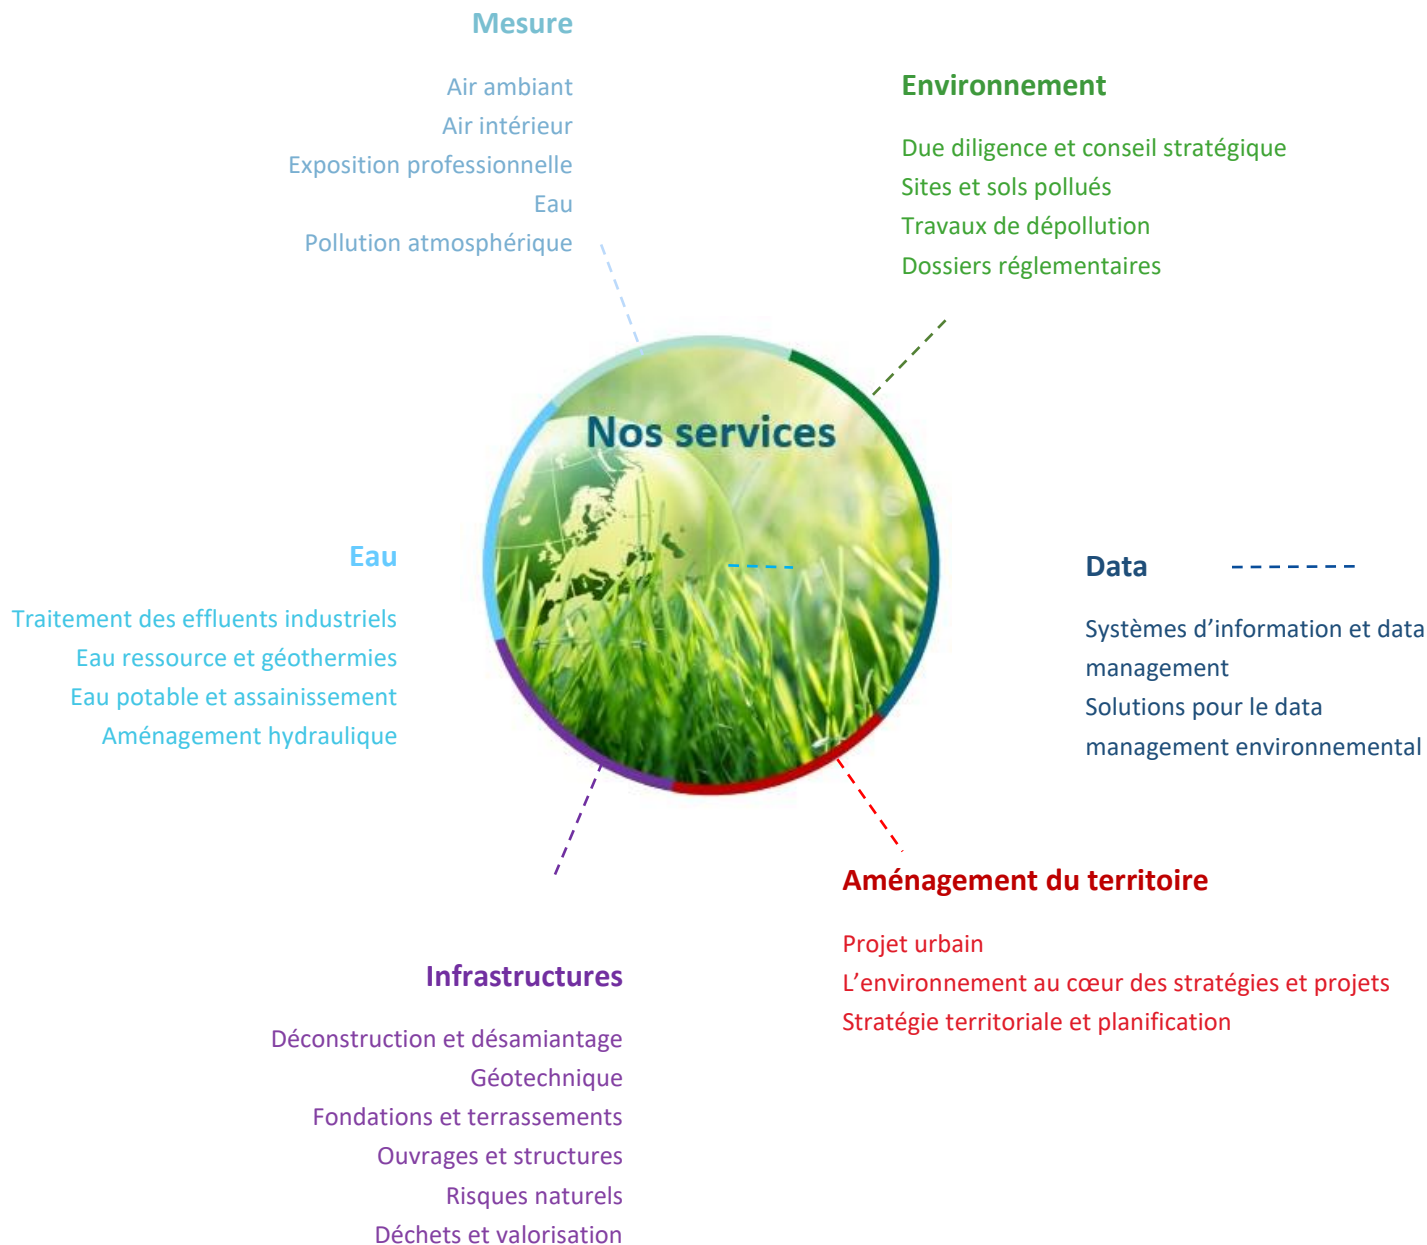 Mesure
Air ambiant
Air intérieur
Exposition professionnelle
Eau
Pollution atmosphérique
Environnement
Due diligence et conseil stratégique
Sites et sols pollués
Travaux de dépollution
Dossiers réglementaires
Nos services
Eau
Traitement des effluents industriels
Eau ressource et géothermies
Eau potable et assainissement
Aménagement hydraulique
Data
Systèmes d’information et data
management
Solutions pour le data
management environnemental
Aménagement du territoire
Projet urbain
L’environnement au cœur des stratégies et projets
Stratégie territoriale et planification
Infrastructures
Déconstruction et désamiantage
Géotechnique
Fondations et terrassements
Ouvrages et structures
Risques naturels
Déchets et valorisation